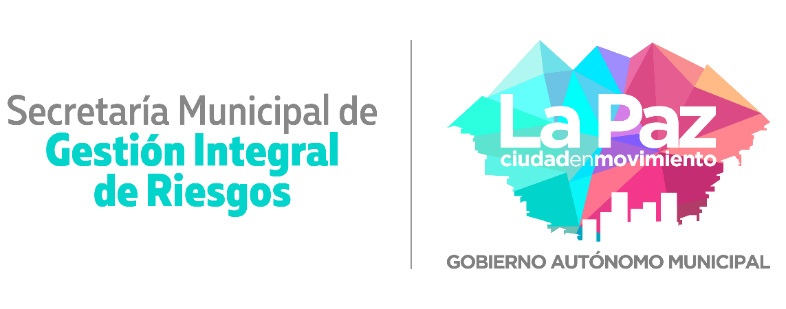 Secretaría Municipal de
Gestión Integral
de Riesgos
La Paz
ciudadenmovimiento
GOBIERNO AUTÓNOMO MUNICIPAL